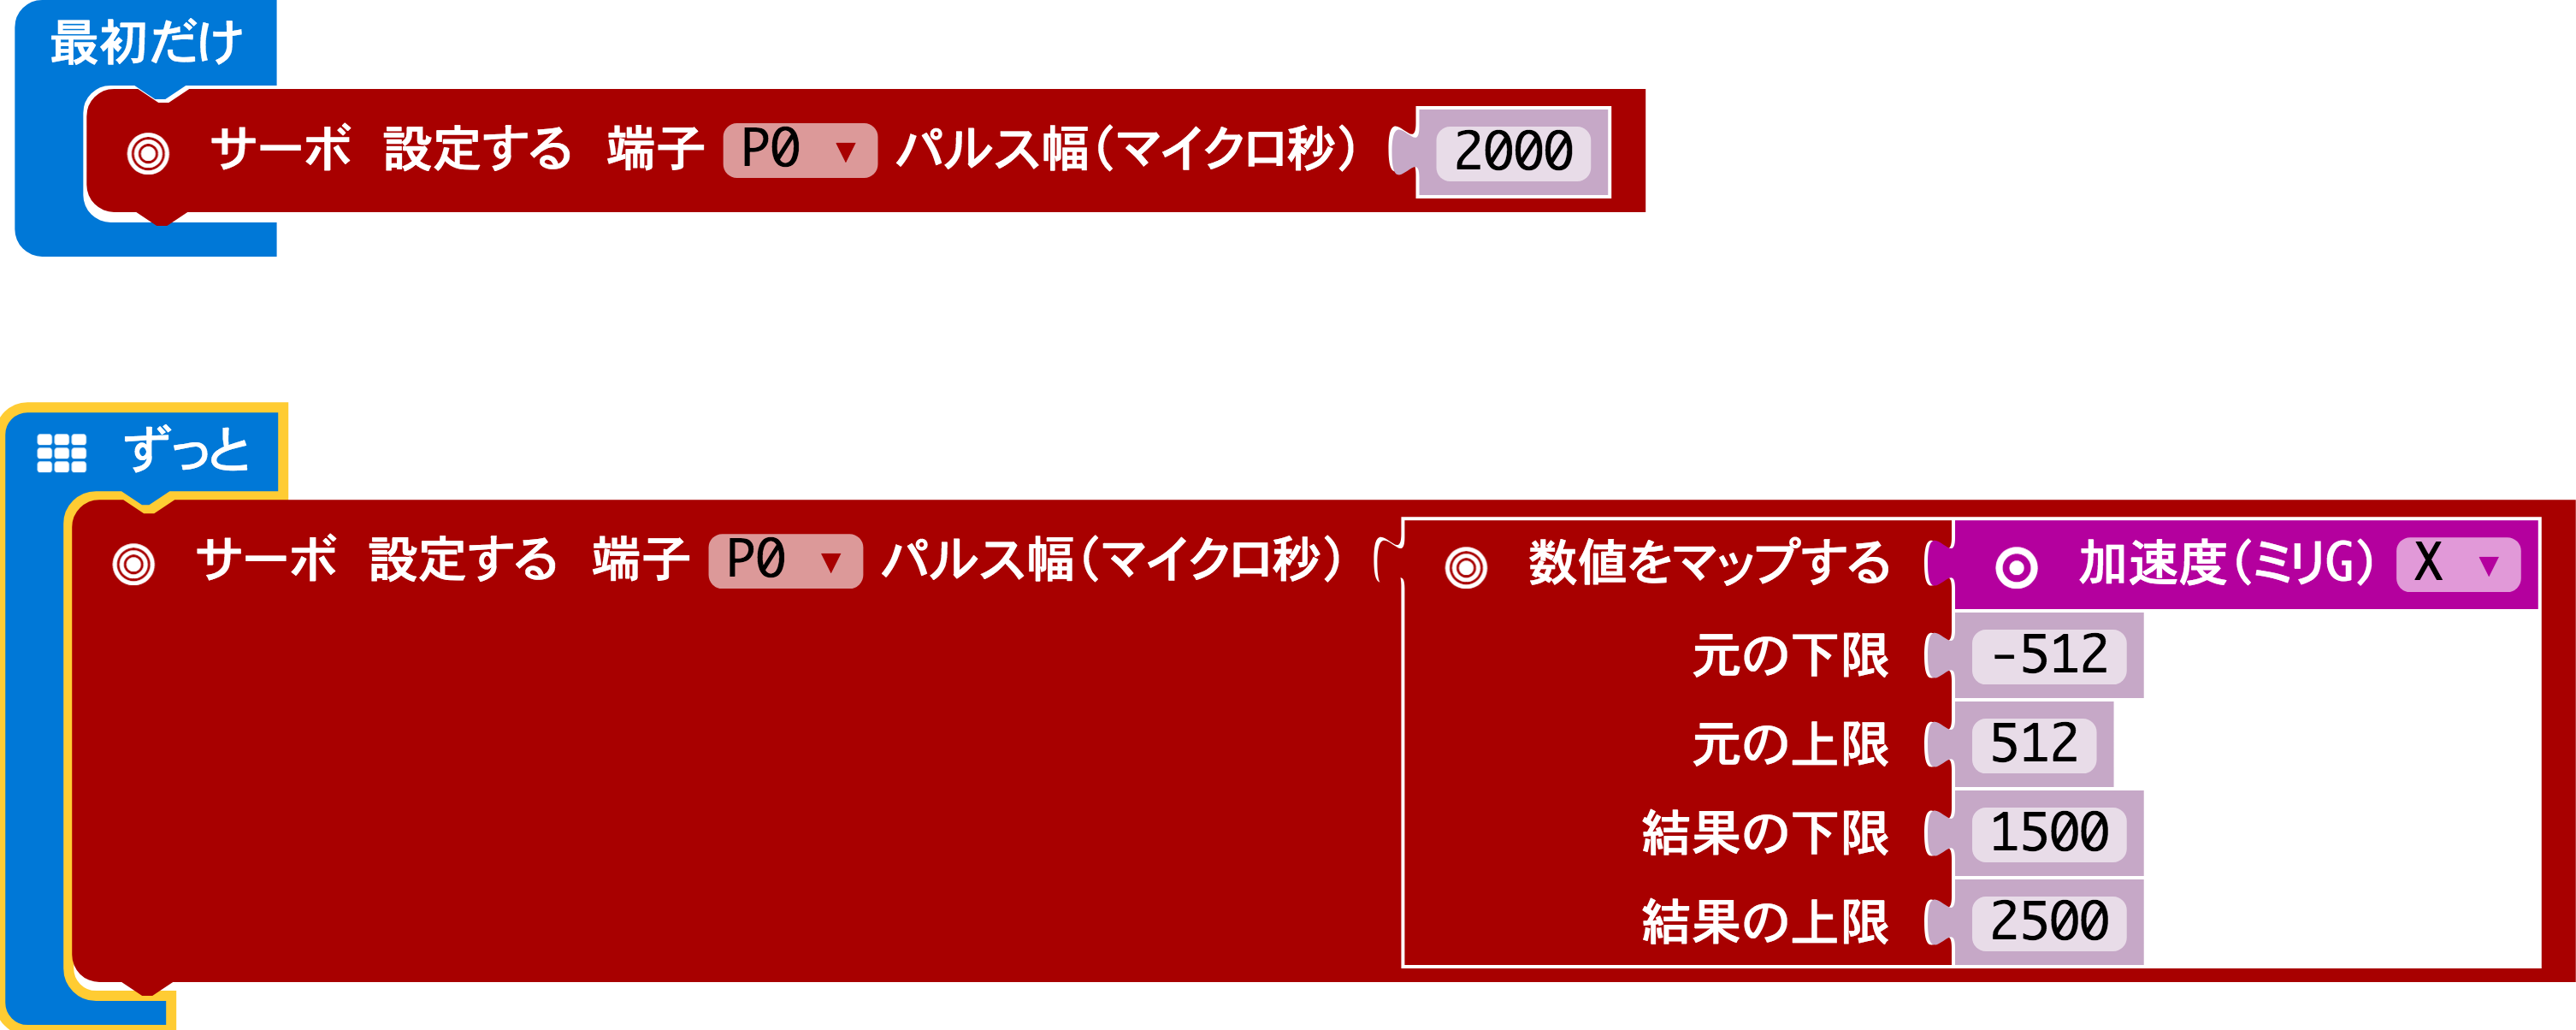 最初だけ
サーボ 設定する 端子 P0 ▼ パルス幅(マイクロ秒) 2000
ずっと
サーボ 設定する 端子 P0 ▼ パルス幅(マイクロ秒) 数値をマップする 加速度(ミリG) X ▼
元の下限 -512
元の上限 512
結果の下限 1500
結果の上限 2500